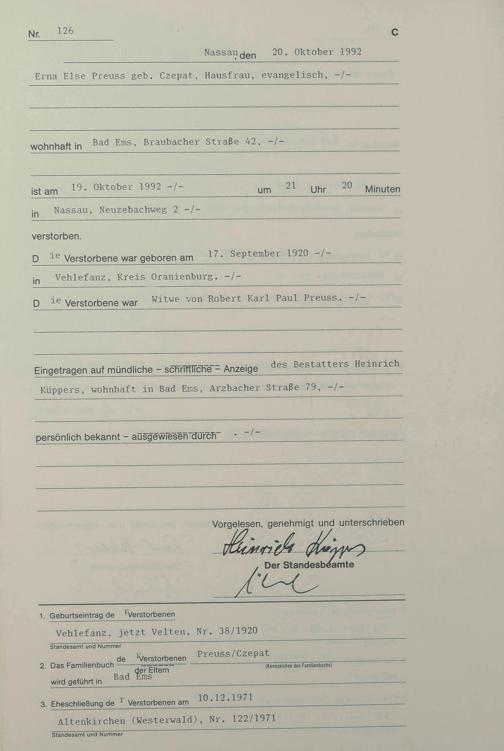 Nr. 126 C
Nassau, den 20. Oktober 1992
Erna Else Preuss geb. Czepat, Hausfrau, evangelisch, -/-
wohnhaft in Bad Ems, Braubacher Straße 42, -/-
ist am 19. Oktober 1992 -/- um 21 Uhr 20 Minuten
in Nassau, Neuzebachweg 2 -/-
verstorben.
D ie Verstorbene war geboren am 17. September 1920 -/-
in Vehlefanz, Kreis Oranienburg. -/-
D ie Verstorbene war Witwe von Robert Karl Paul Preuss. -/-
Eingetragen auf mündliche – schriftliche – Anzeige des Bestatters Heinrich
Küppers, wohnhaft in Bad Ems, Arzbacher Straße 79, -/-
persönlich bekannt – ausgewiesen durch . -/-
Vorgelesen, genehmigt und unterschrieben
Heinrich Küppers
Der Standesbeamte
1. Geburtseintrag de r Verstorbenen
Vehlefanz, jetzt Velten, Nr. 38/1920
Standesamt und Nummer
2. Das Familienbuch de r Verstorbenen Preuss/Czepat
der Eltern (Kennzeichen des Familienbuchs)
wird geführt in Bad Ems
3. Eheschließung de r Verstorbenen am 10.12.1971
Altenkirchen (Westerwald), Nr. 122/1971
Standesamt und Nummer